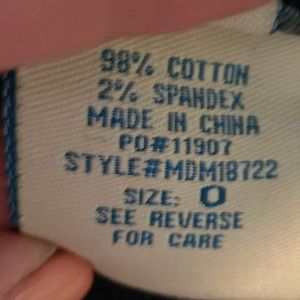 98% COTTON
2% SPANDEX
MADE IN CHINA
PO#11907
STYLE#MDM18722
SIZE: 0
SEE REVERSE
FOR CARE